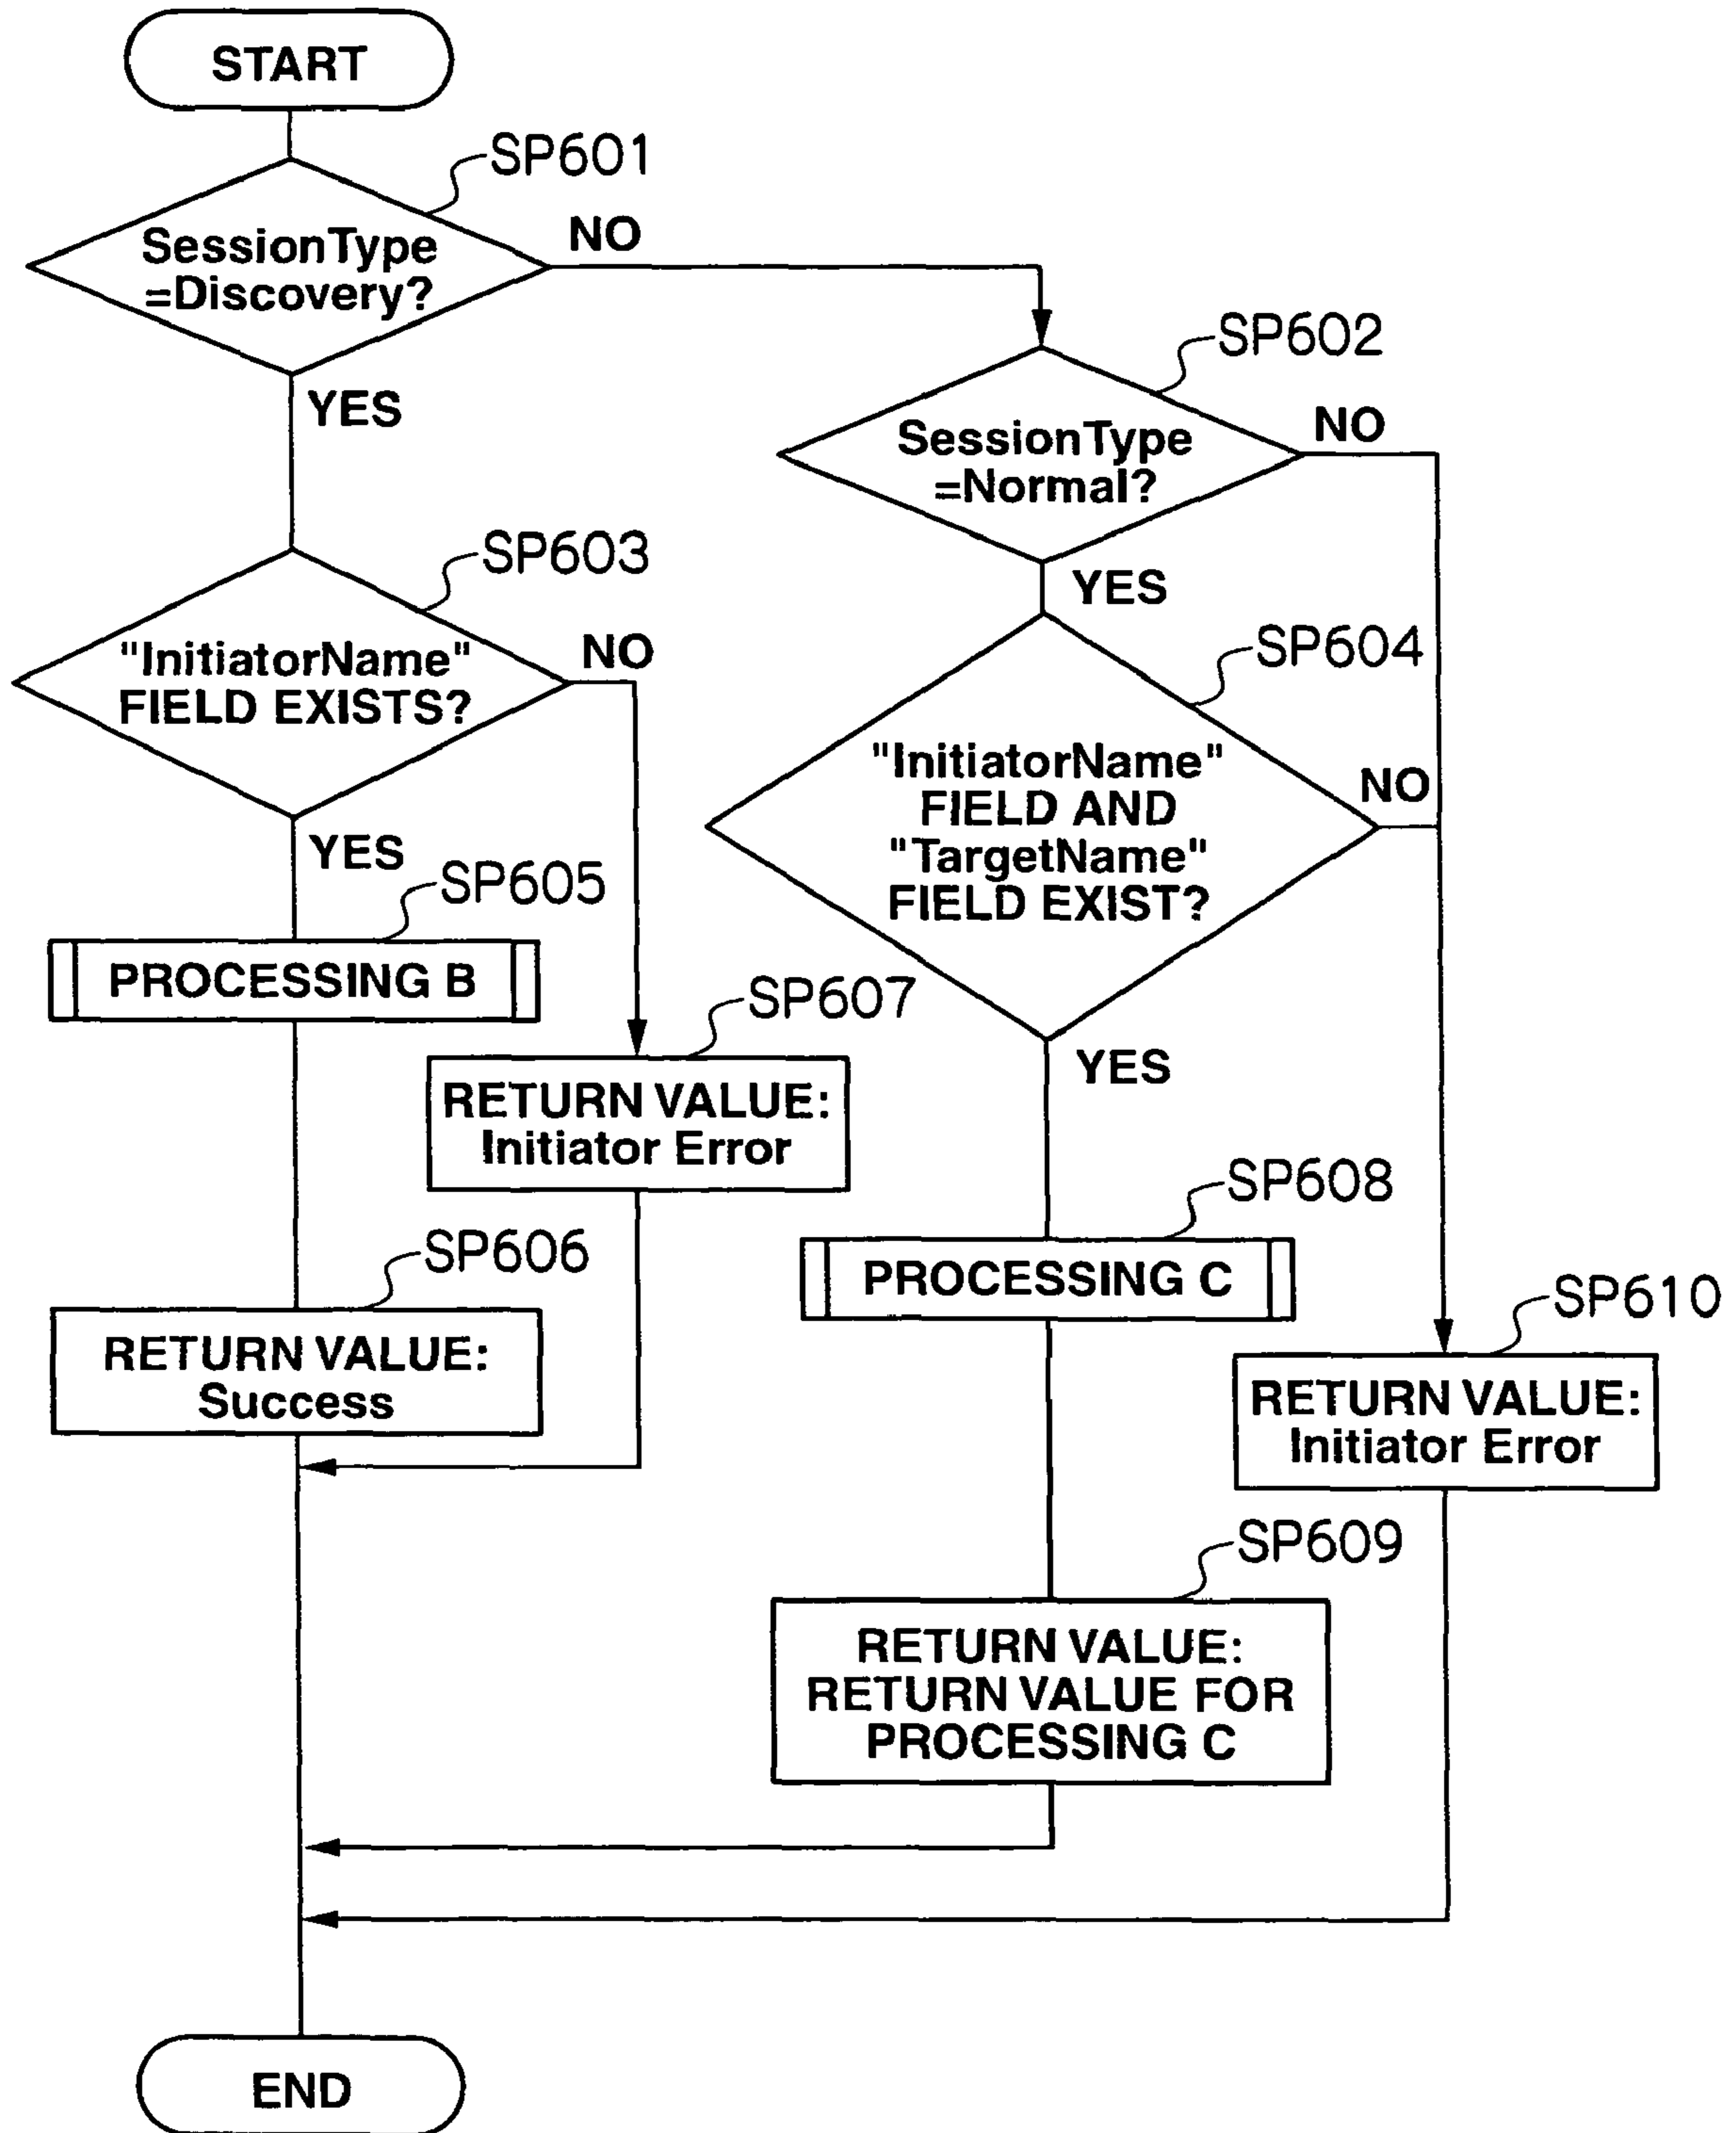 START
SP601
SessionType
=Discovery?
NO
YES
SP602
SessionType
=Normal?
NO
YES
SP603
"InitiatorName"
FIELD EXISTS?
NO
YES
SP604
"InitiatorName"
FIELD AND
"TargetName"
FIELD EXIST?
NO
YES
SP605
PROCESSING B
SP607
RETURN VALUE:
Initiator Error
SP606
RETURN VALUE:
Success
SP608
PROCESSING C
SP610
RETURN VALUE:
Initiator Error
SP609
RETURN VALUE:
RETURN VALUE FOR
PROCESSING C
END